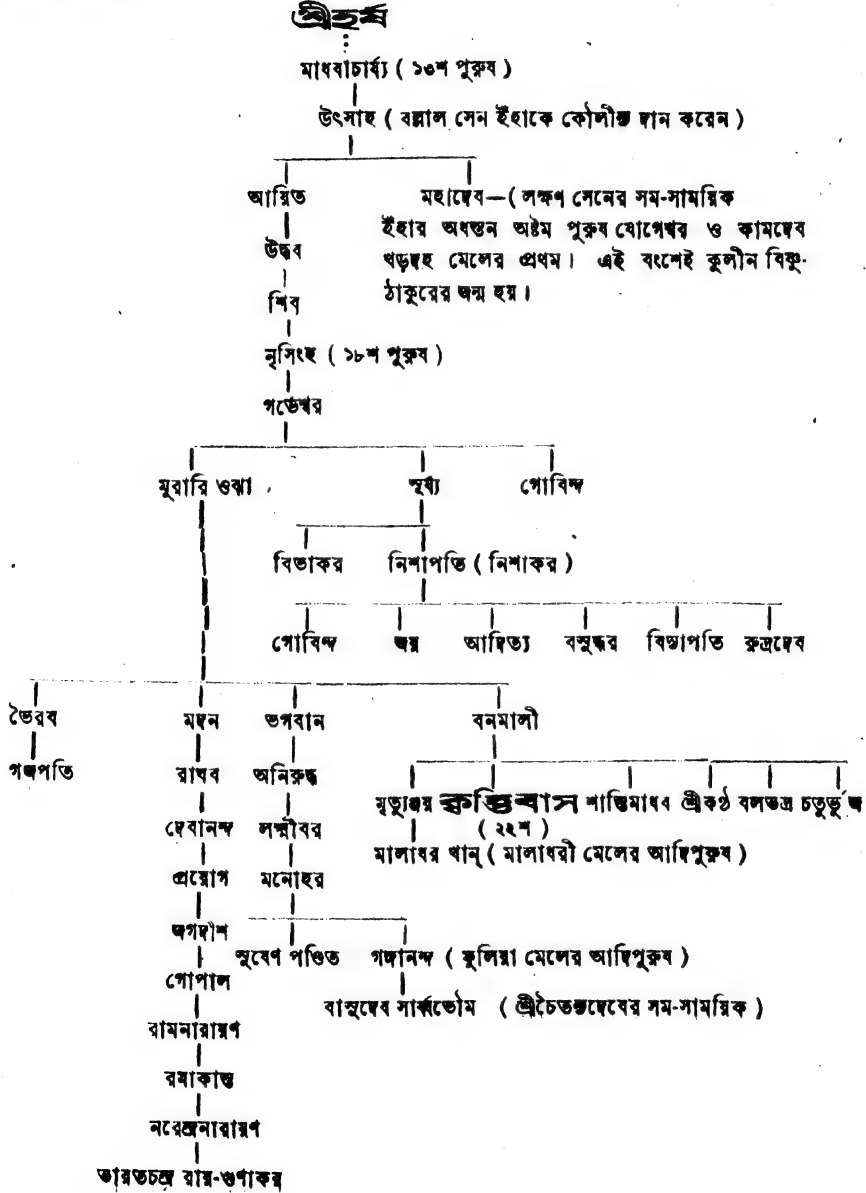 শ্রীহর্ষ
মাধবাচার্য্য ( ১৩শ পুরুষ )
উৎসাহ ( বল্লাল সেন ইঁহাকে কৌলীন্য দান করেন )
আয়িত মহাদেব—( লক্ষণ সেনের সম-সাময়িক
ইঁহার অধস্তন অষ্টম পুরুষ যোগেশ্বর ও কামদেব
উদ্ধব
খড়দহ মেলের প্রথম। এই বংশেই কুলীন বিষ্ণু-
ঠাকুরের জন্ম হয়।
শিব
নৃসিংহ ( ১৮শ পুরুষ )
গর্ভেশ্বর
মুরারি ওঝা সূর্য্য গোবিন্দ
বিভাকর নিশাপতি ( নিশাকর )
গোবিন্দ জয় আদিত্য বসুন্ধর বিদ্যাপতি রুদ্রদেব
ভৈরব মদন ভগবান বনমালী
গজপতি রাঘব অনিরুদ্ধ
মৃত্যুঞ্জয় কৃত্তিবাস শান্তিমাধব শ্রীকণ্ঠ বলভদ্র চতুর্ভুজ
( ২২শ )
দেবানন্দ লক্ষ্মীবর
মালাধর খান্ ( মালাধরী মেলের আদিপুরুষ )
প্রয়োগ মনোহর
জগদীশ
সুষেণ পণ্ডিত গঙ্গানন্দ ( ফুলিয়া মেলের আদিপুরুষ )
গোপাল
বাসুদেব সার্ব্বভৌম ( শ্রীচৈতন্যদেবের সম-সাময়িক )
রামনারায়ণ
রমাকান্ত
নরেন্দ্রনারায়ণ
ভারতচন্দ্র রায়-গুণাকর